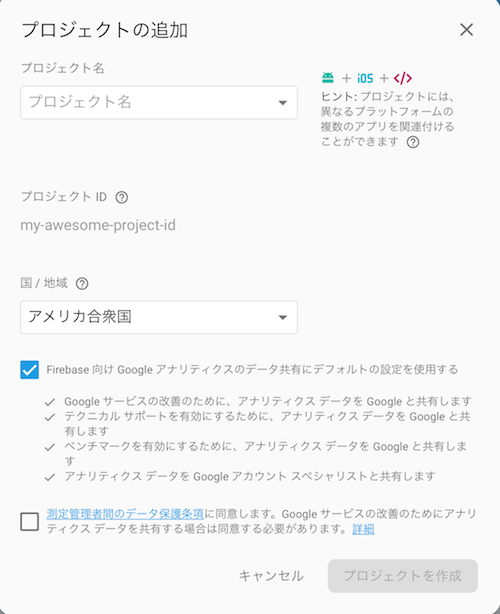 プロジェクトの追加
プロジェクト名
プロジェクト名
+ iOS + </>
ヒント: プロジェクトには、
異なるプラットフォームの
複数のアプリを関連付ける
ことができます ?
プロジェクト ID ?
my-awesome-project-id
国 / 地域 ?
アメリカ合衆国
Firebase 向け Google アナリティクスのデータ共有にデフォルトの設定を使用する
Google サービスの改善のために、アナリティクス データを Google と共有します
テクニカル サポートを有効にするために、アナリティクス データを Google と共
有します
ベンチマークを有効にするために、アナリティクス データを Google と共有しま
す
アナリティクス データを Google アカウント スペシャリストと共有します
測定管理者間のデータ保護条項に同意します。Google サービスの改善のためにアナリ
ティクス データを共有する場合は同意する必要があります。詳細
キャンセル
プロジェクトを作成